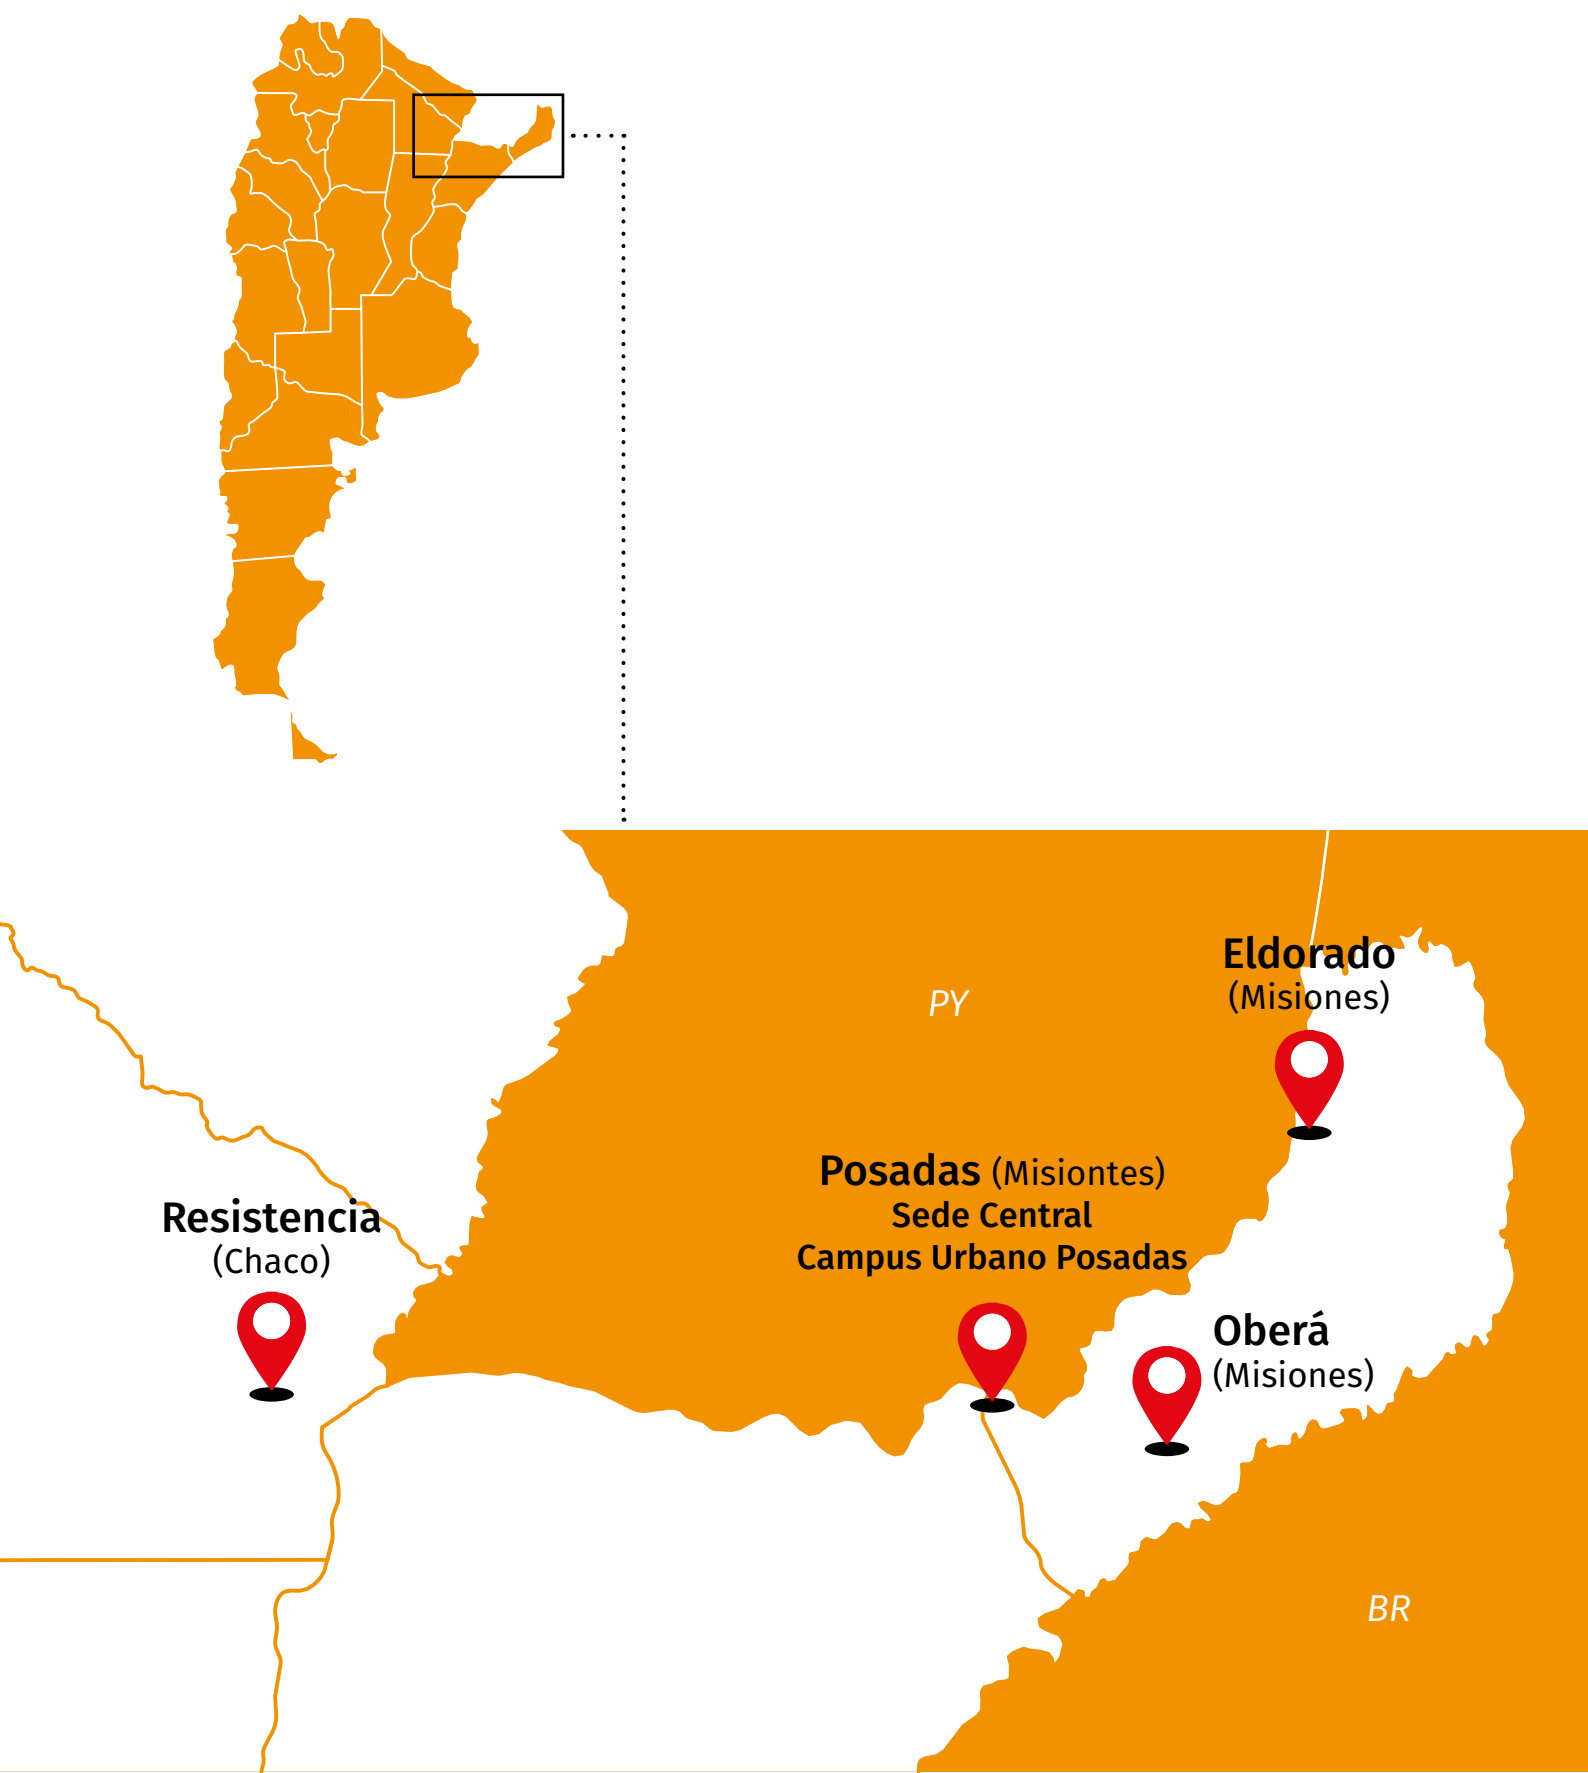 Eldorado
(Misiones)
PY
Posadas (Misiontes)
Sede Central
Campus Urbano Posadas
Resistencia
(Chaco)
Oberá
(Misiones)
BR